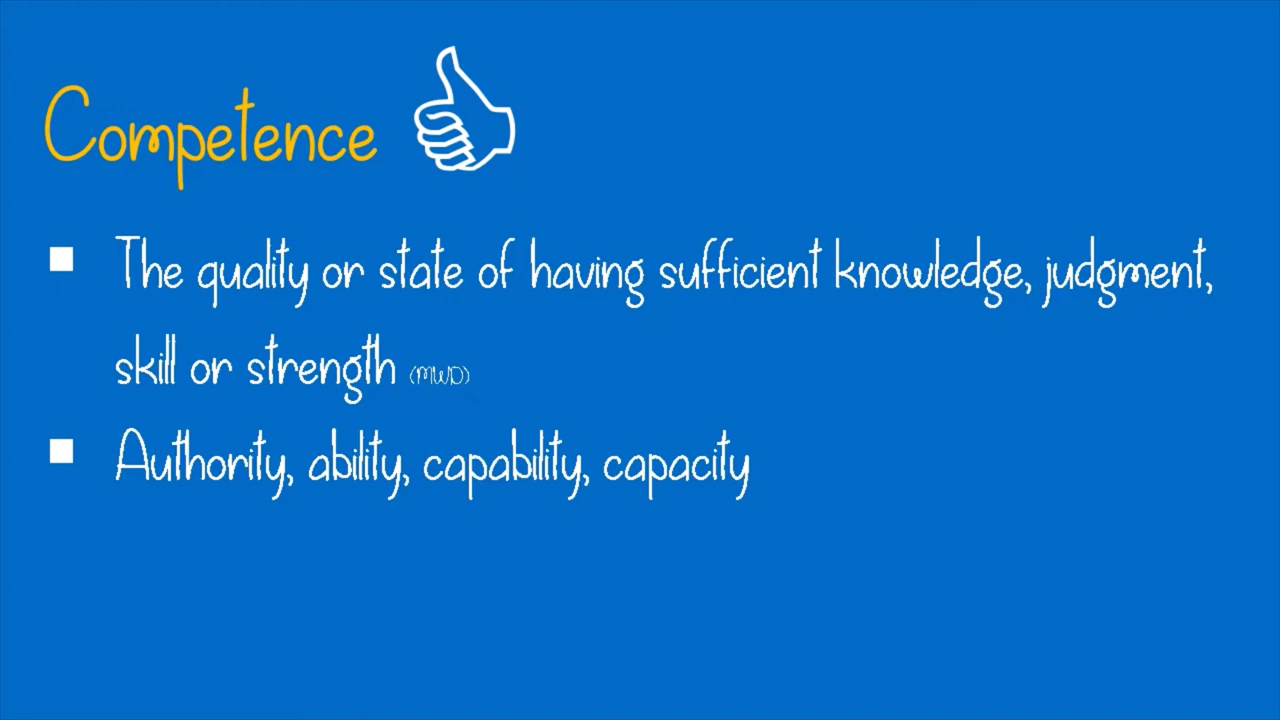 Competence
The quality or state of having sufficient knowledge, judgment,
skill or strength (MWD)
Authority, ability, capability, capacity